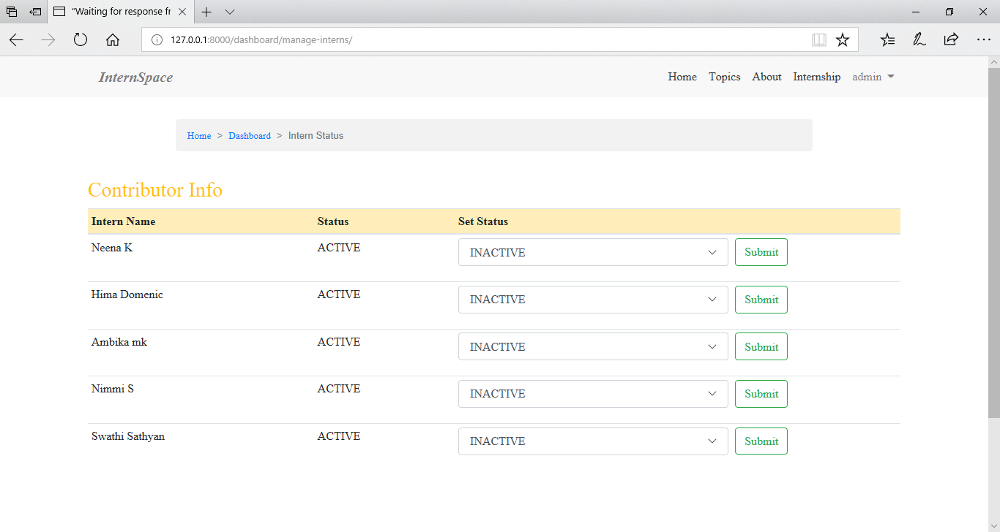 "Waiting for response fr
127.0.0.1:8000/dashboard/manage-interns/
InternSpace Home Topics About Internship admin
Home > Dashboard > Intern Status
Contributor Info
Intern Name Status Set Status
Neena K ACTIVE INACTIVE Submit
Hima Domenic ACTIVE INACTIVE Submit
Ambika mk ACTIVE INACTIVE Submit
Nimmi S ACTIVE INACTIVE Submit
Swathi Sathyan ACTIVE INACTIVE Submit